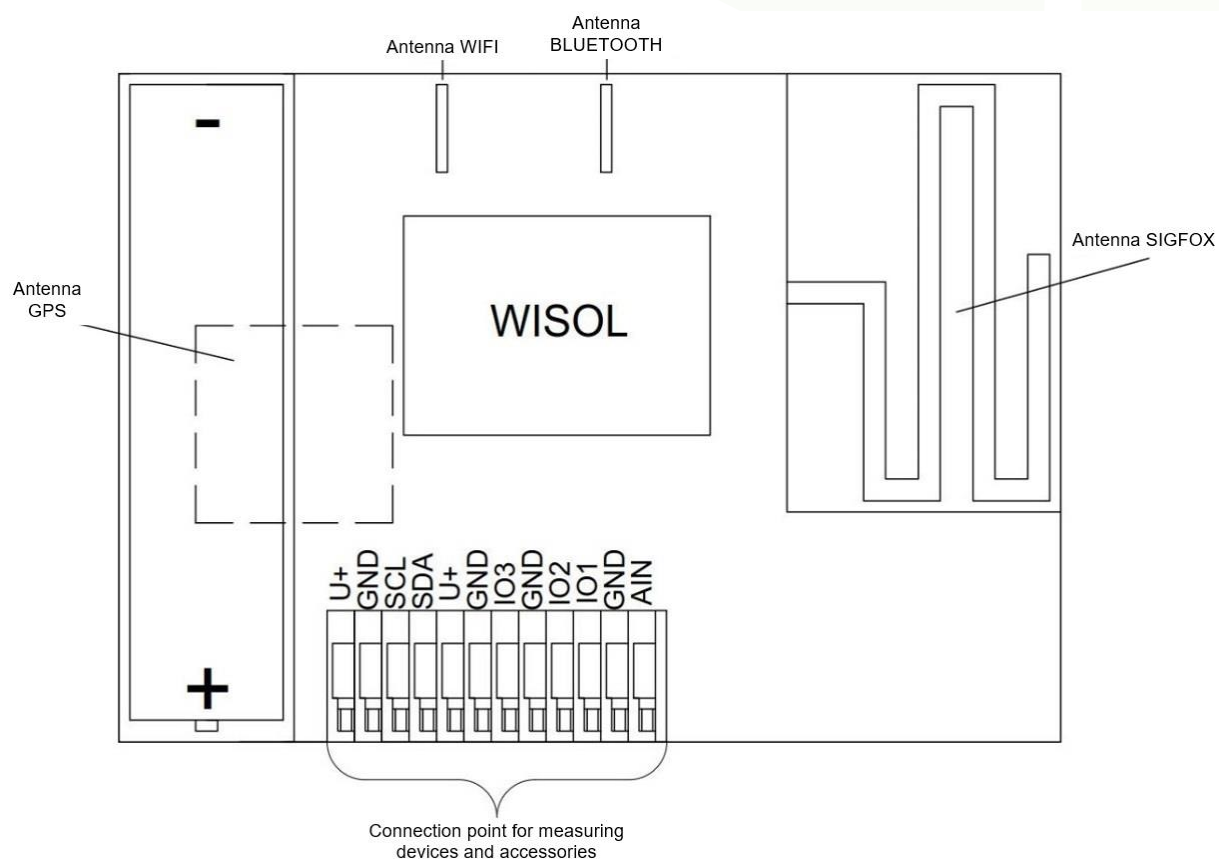 Antenna
BLUETOOTH
Antenna WIFI
-
Antenna SIGFOX
Antenna
GPS
WISOL
U+ GND SCL SDA U+ GND IO3 GND IO2 IO1 GND AIN
+
Connection point for measuring
devices and accessories